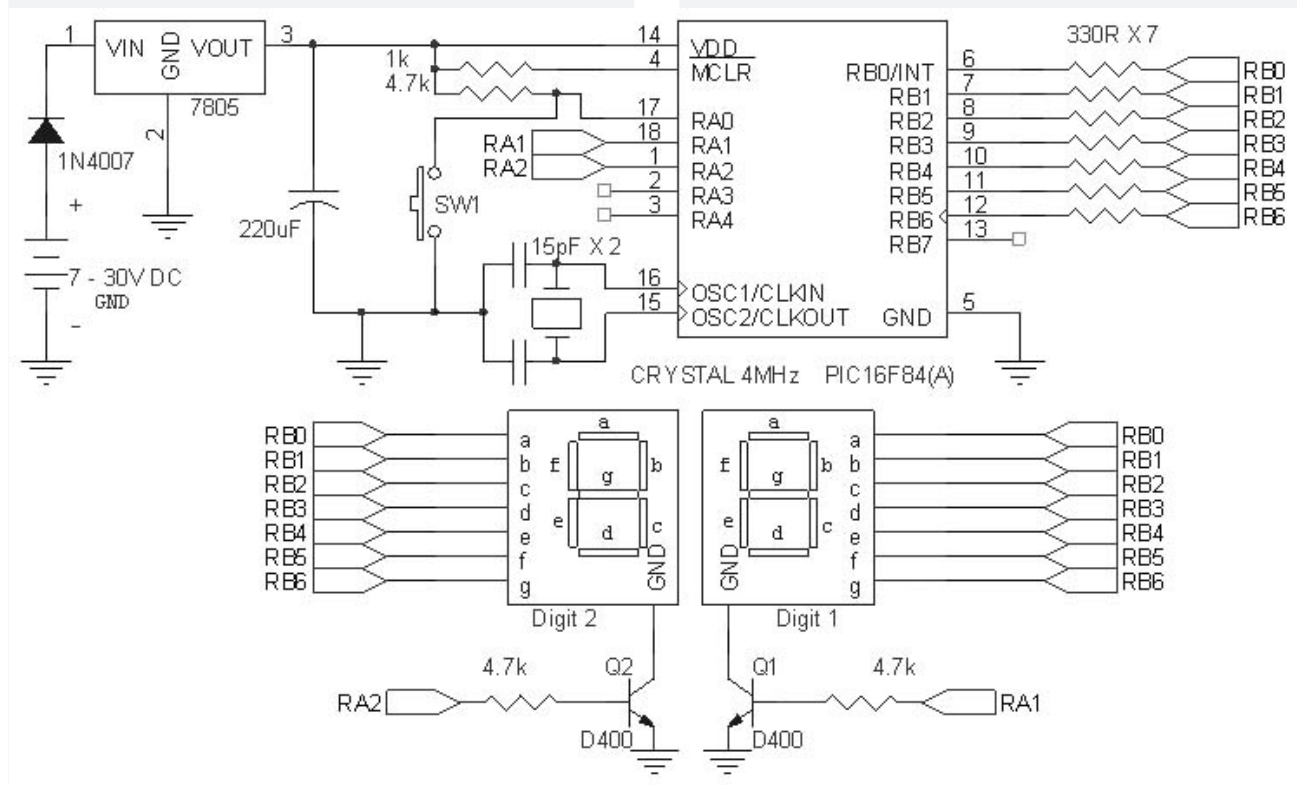 1 VIN GND VOUT 3
7805
2
1N4007
+
7 - 30V DC
GND
-
220uF
1k
4.7k
SW1
RA1
RA2
15pF X 2
14 VDD
4 MCLR
17 RA0
18 RA1
1 RA2
2 RA3
3 RA4
16 OSC1/CLKIN
15 OSC2/CLKOUT
330R X 7
RB0/INT 6 RB0
RB1 7 RB1
RB2 8 RB2
RB3 9 RB3
RB4 10 RB4
RB5 11 RB5
RB6 12 RB6
RB7 13
GND 5
CRYSTAL 4MHz PIC16F84(A)
RB0 a
RB1 b
RB2 c
RB3 d
RB4 e
RB5 f
RB6 g
a
f g b
e d c
GND
Digit 2
a
f g b
e d c
GND
Digit 1
a RB0
b RB1
c RB2
d RB3
e RB4
f RB5
g RB6
RA2 4.7k Q2
D400
Q1 4.7k RA1
D400